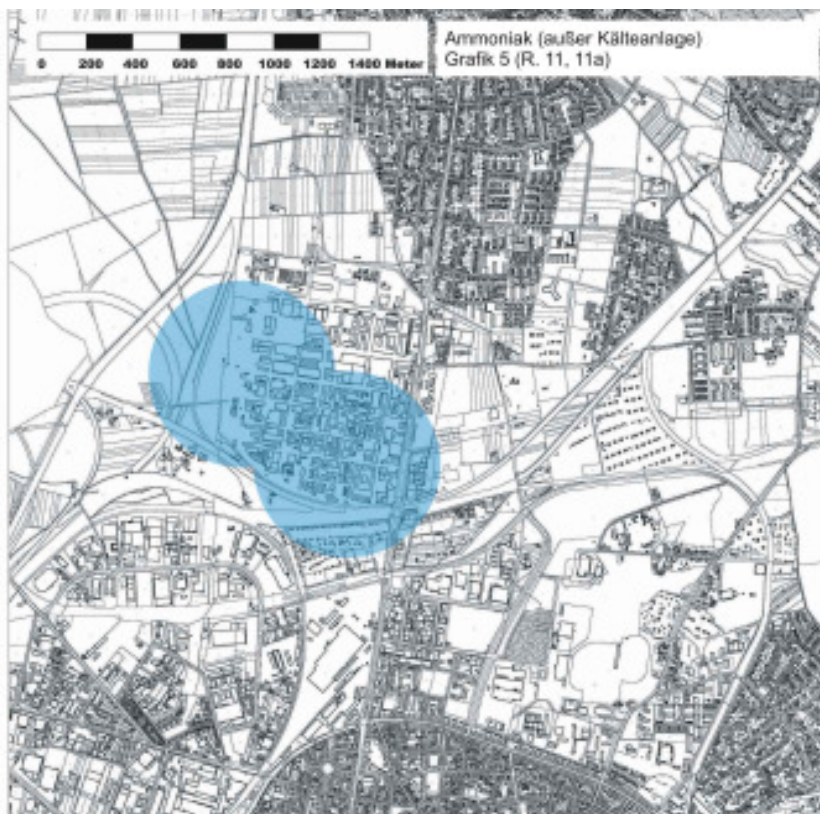 Ammoniak (außer Kälteanlage)
Grafik 5 (R. 11, 11a)
0 200 400 600 800 1000 1200 1400 Meter